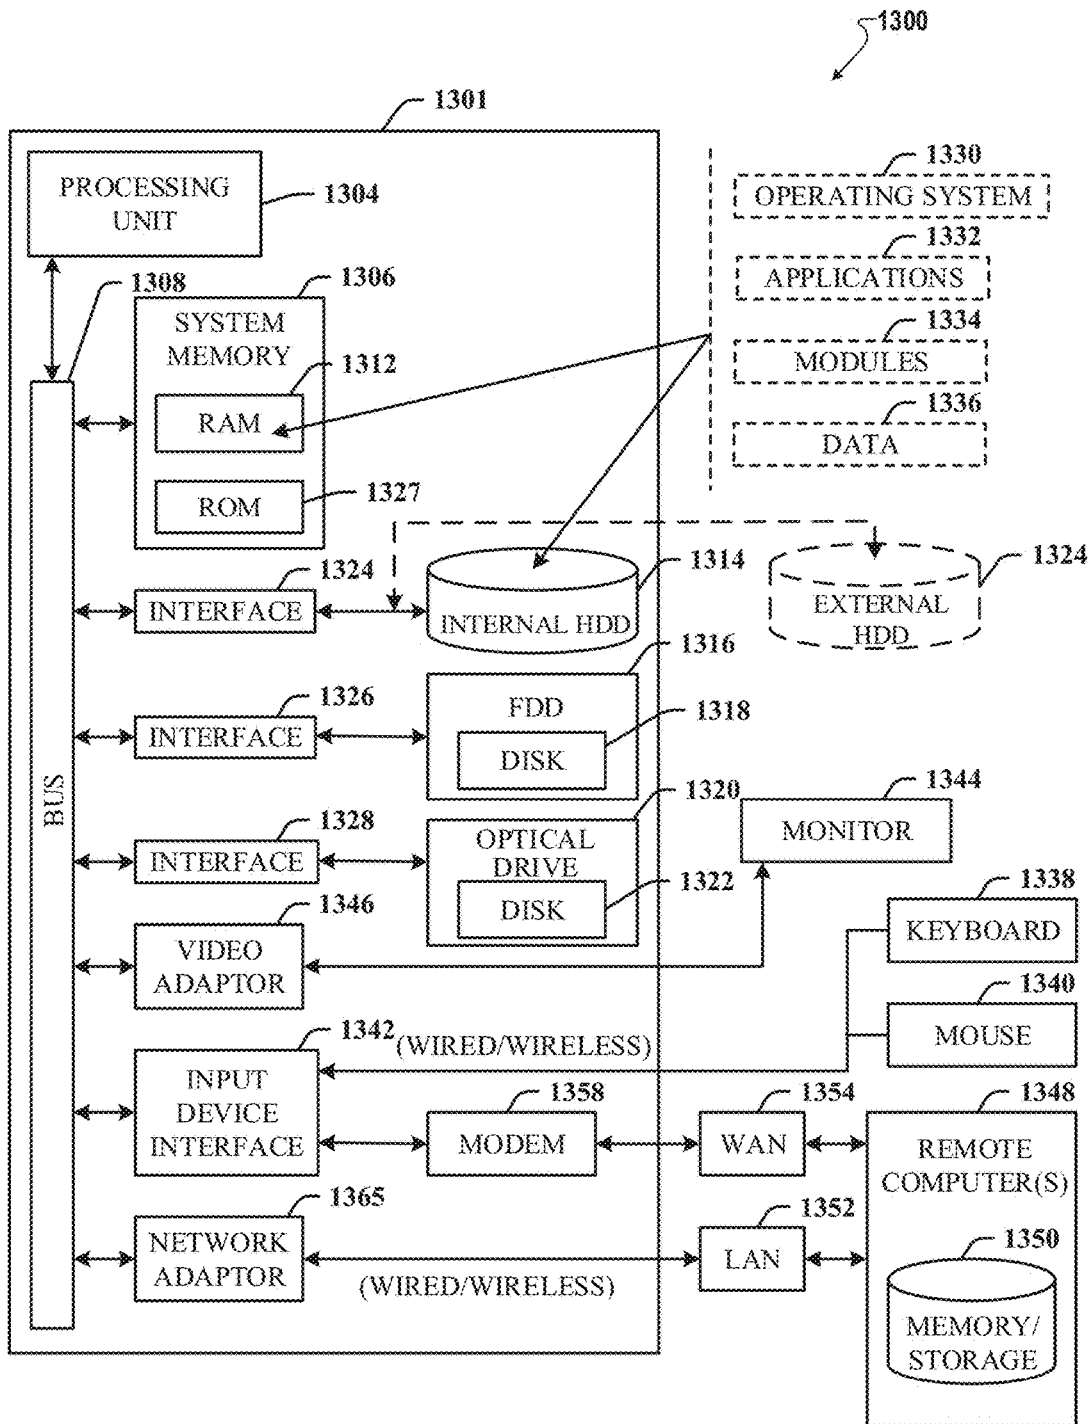 1300
1301
PROCESSING
UNIT
1304
1308
1306
SYSTEM
MEMORY
1312
RAM
ROM
1327
1330
OPERATING SYSTEM
1332
APPLICATIONS
1334
MODULES
1336
DATA
BUS
1324
INTERFACE
1314
INTERNAL HDD
1324
EXTERNAL
HDD
1326
INTERFACE
1316
FDD
1318
DISK
1328
INTERFACE
1320
OPTICAL
DRIVE
1322
DISK
1344
MONITOR
1346
VIDEO
ADAPTOR
1338
KEYBOARD
1340
MOUSE
1342
(WIRED/WIRELESS)
INPUT
DEVICE
INTERFACE
1358
MODEM
1354
WAN
1348
REMOTE
COMPUTER(S)
1365
NETWORK
ADAPTOR
(WIRED/WIRELESS)
1352
LAN
1350
MEMORY/
STORAGE